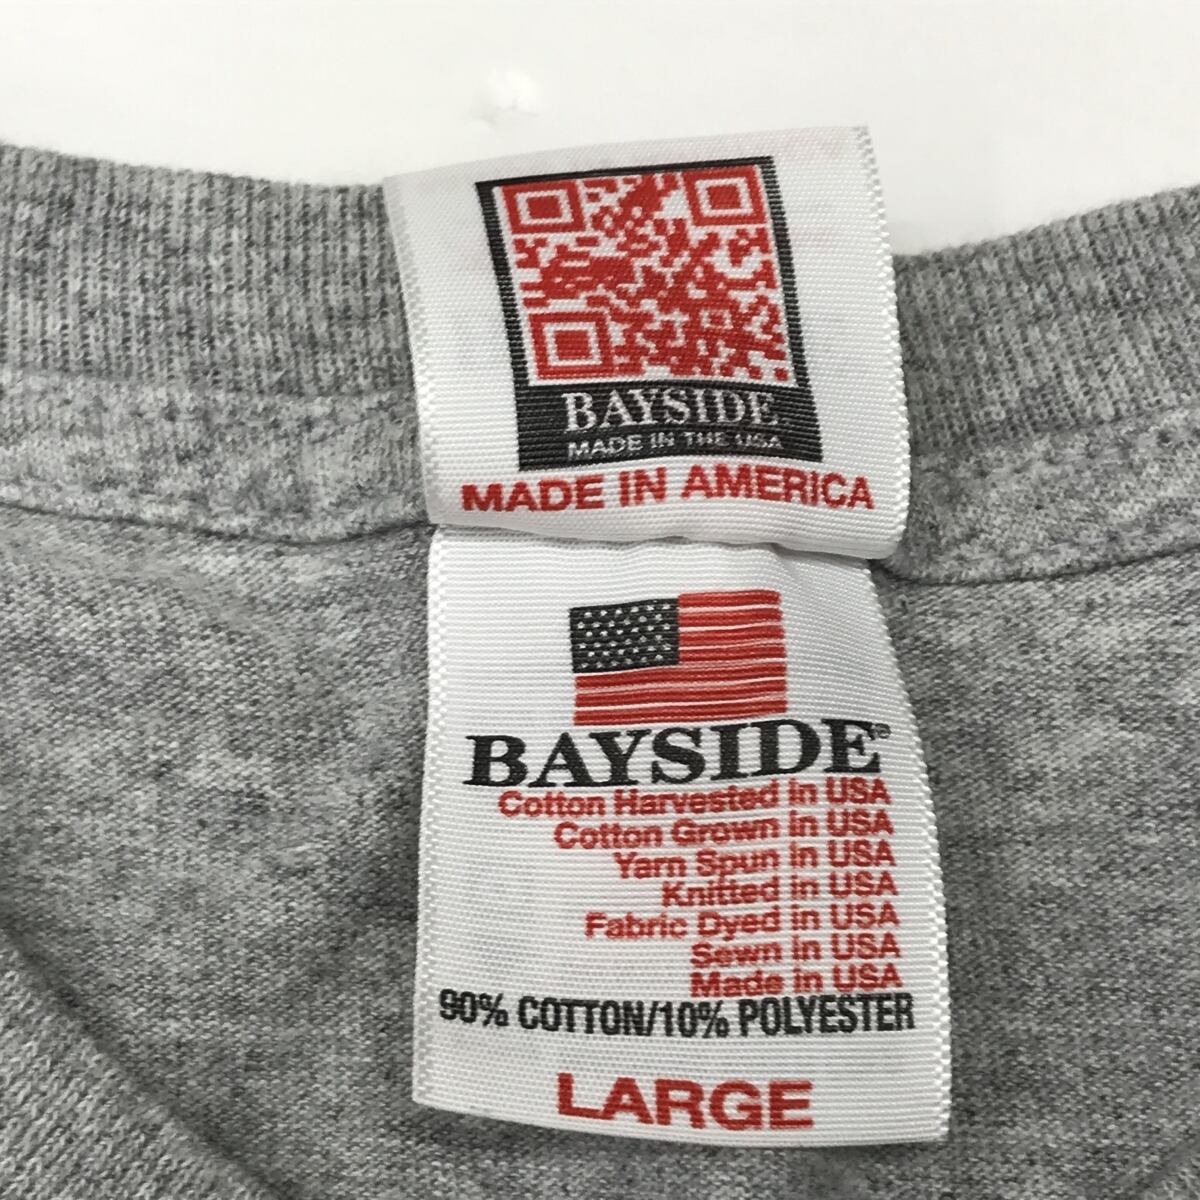 BAYSIDE
MADE IN THE USA
MADE IN AMERICA
BAYSIDE®
Cotton Harvested in USA
Cotton Grown in USA
Yarn Spun in USA
Knitted in USA
Fabric Dyed in USA
Sewn in USA
Made in USA
90% COTTON/10% POLYESTER
LARGE